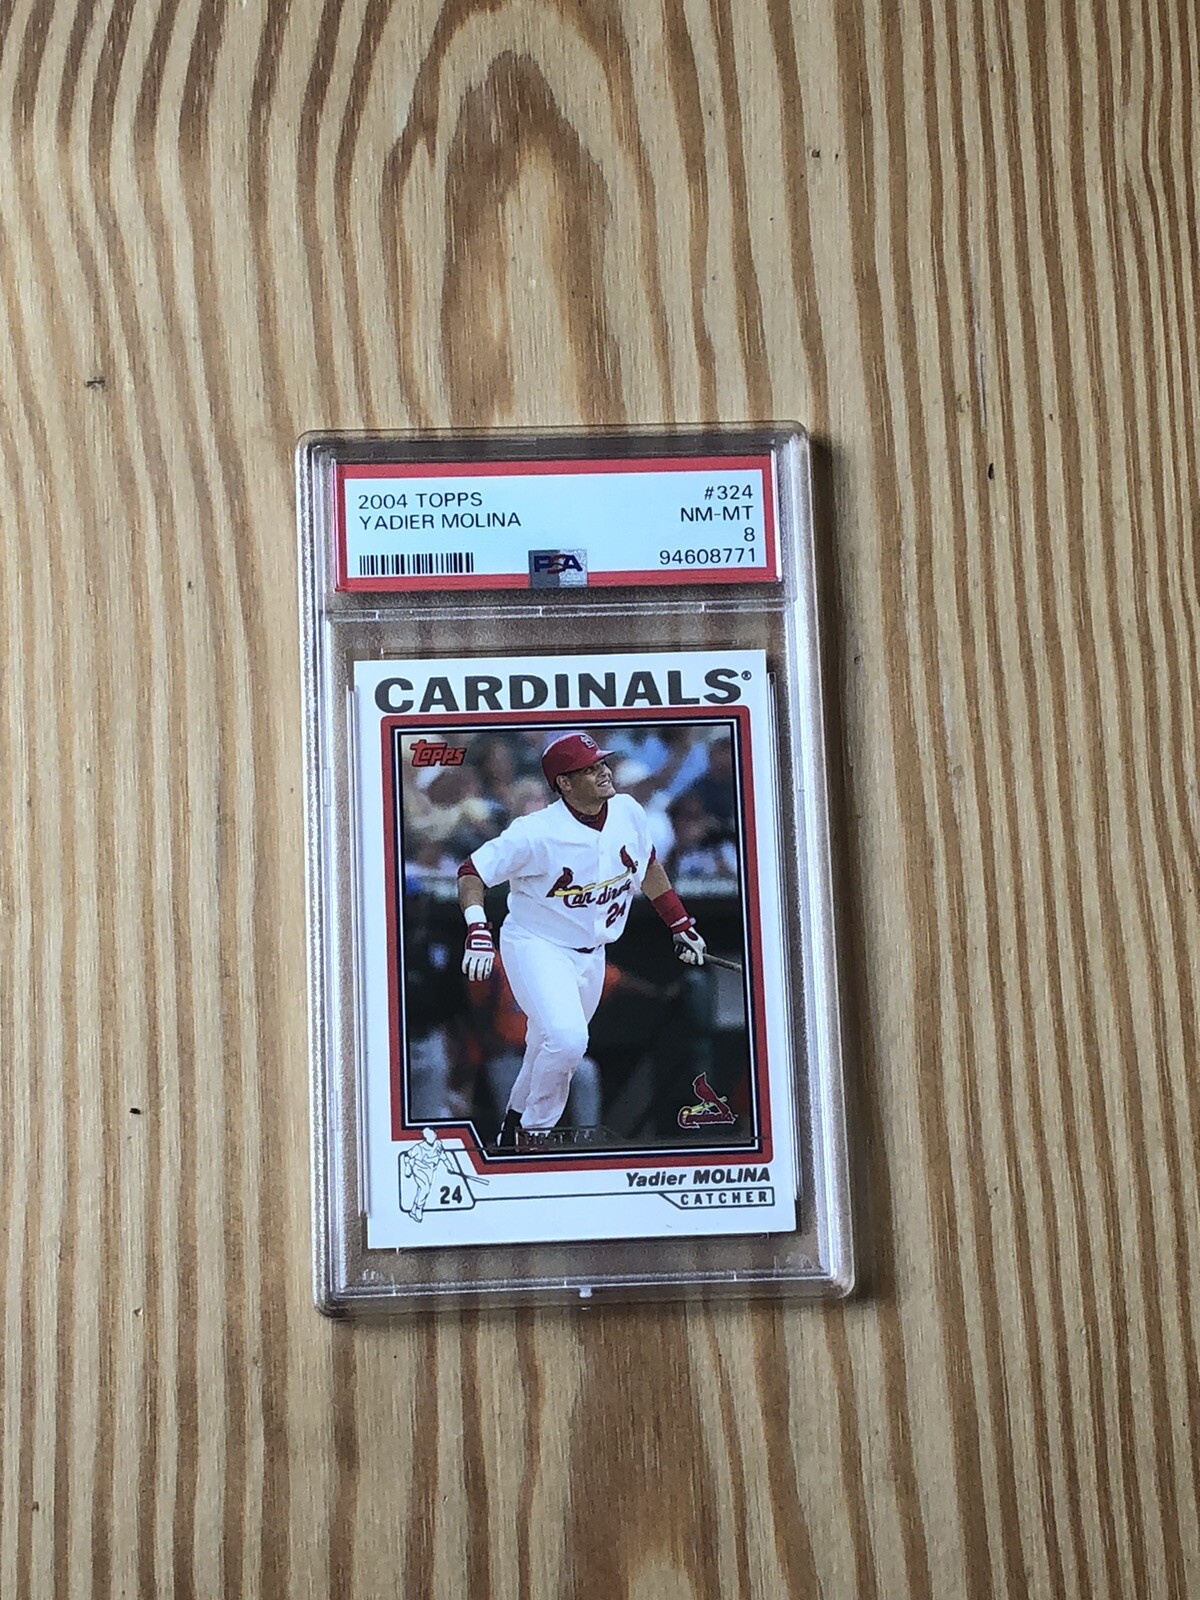 2004 TOPPS
YADIER MOLINA
#324
NM-MT
8
94608771
PSA
CARDINALS®
Topps
Cardinals
24
24
Yadier MOLINA
CATCHER